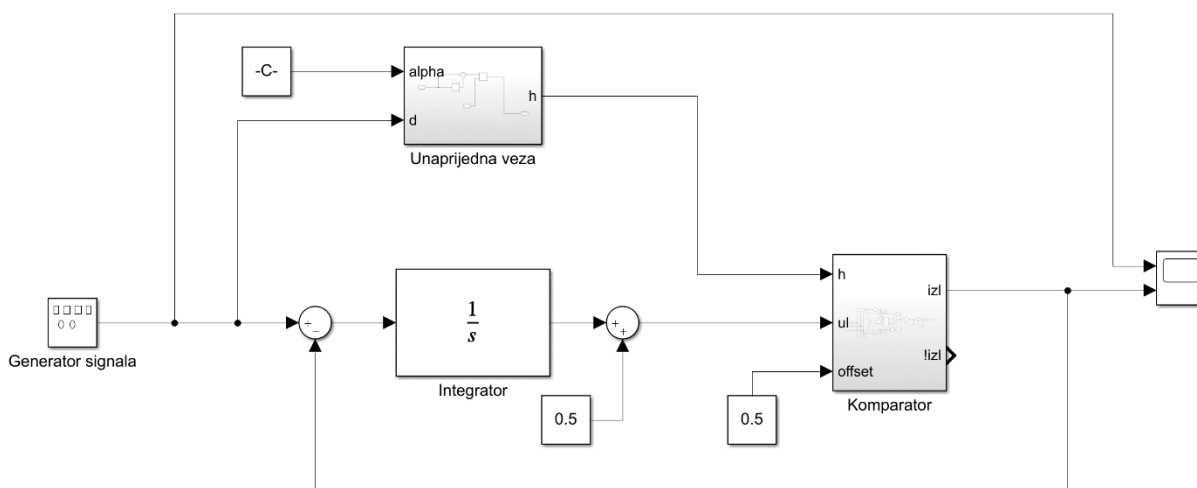 -C-
alpha
h
d
Unaprijedna veza
Generator signala
+
−
1
s
Integrator
+
+
0.5
0.5
h
izl
ul
!izl
offset
Komparator